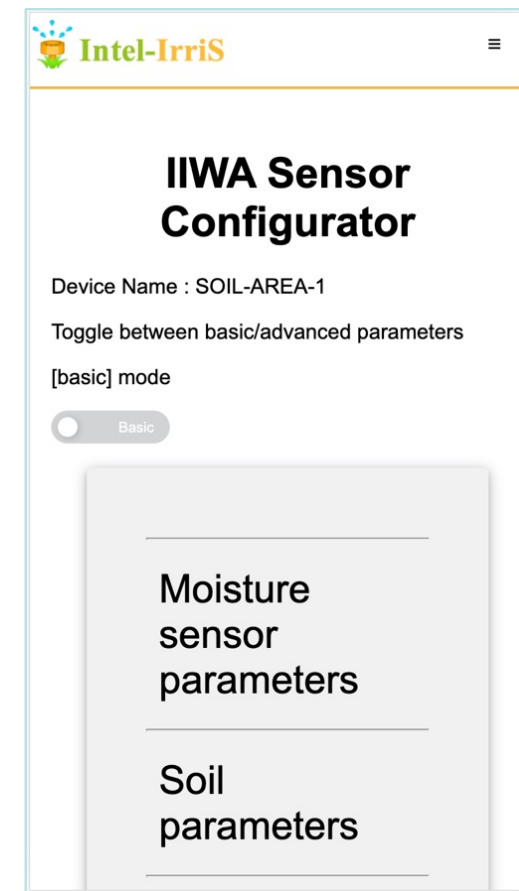 Intel-IrriS
IIWA Sensor
Configurator
Device Name : SOIL-AREA-1
Toggle between basic/advanced parameters
[basic] mode
Basic
Moisture
sensor
parameters
Soil
parameters